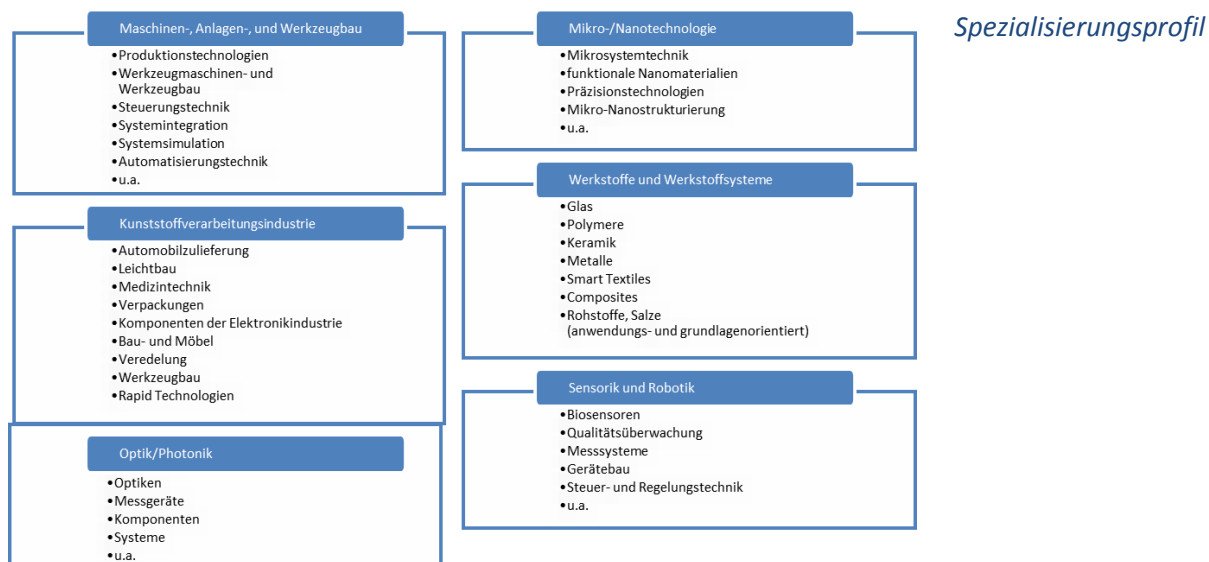 Spezialisierungsprofil
Maschinen-, Anlagen-, und Werkzeugbau
•Produktionstechnologien
•Werkzeugmaschinen- und
Werkzeugbau
•Steuerungstechnik
•Systemintegration
•Systemsimulation
•Automatisierungstechnik
•u.a.
Kunststoffverarbeitungsindustrie
•Automobilzulieferung
•Leichtbau
•Medizintechnik
•Verpackungen
•Komponenten der Elektronikindustrie
•Bau- und Möbel
•Veredelung
•Werkzeugbau
•Rapid Technologien
Optik/Photonik
•Optiken
•Messgeräte
•Komponenten
•Systeme
•u.a.
Mikro-/Nanotechnologie
•Mikrosystemtechnik
•funktionale Nanomaterialien
•Präzisionstechnologien
•Mikro-Nanostrukturierung
•u.a.
Werkstoffe und Werkstoffsysteme
•Glas
•Polymere
•Keramik
•Metalle
•Smart Textiles
•Composites
•Rohstoffe, Salze
(anwendungs- und grundlagenorientiert)
Sensorik und Robotik
•Biosensoren
•Qualitätsüberwachung
•Messsysteme
•Gerätebau
•Steuer- und Regelungstechnik
•u.a.